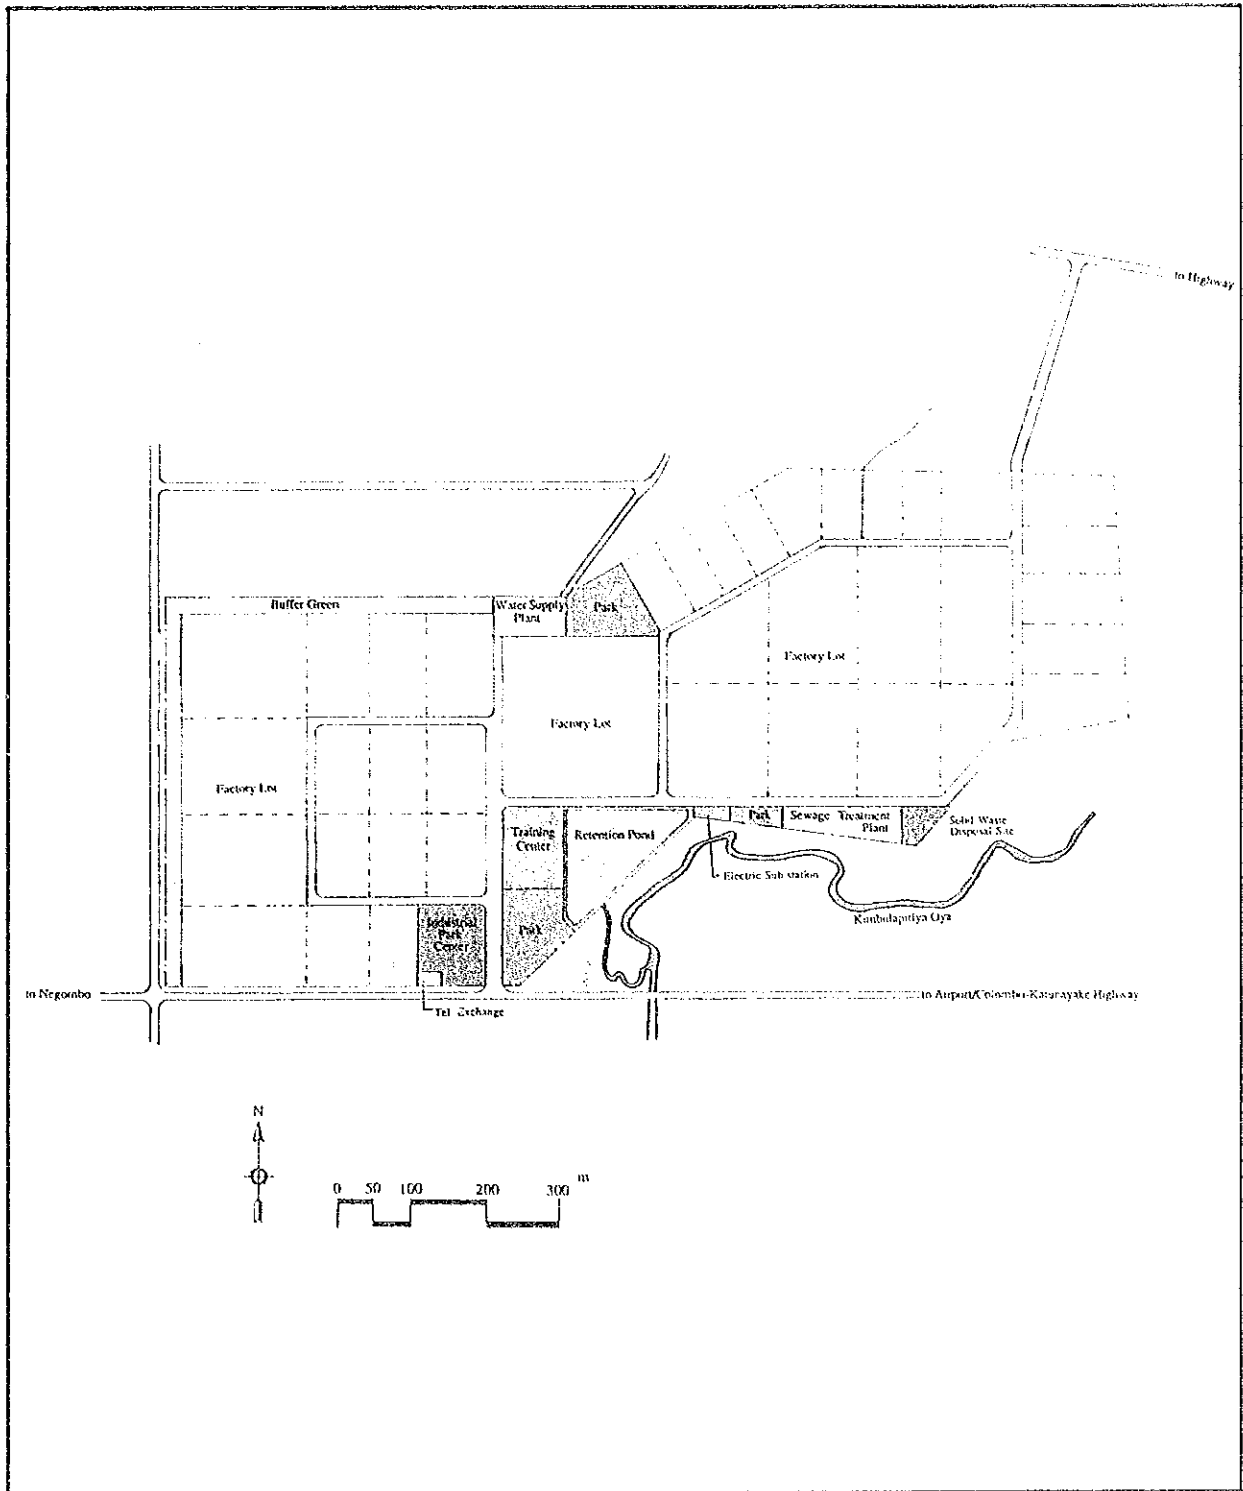 to Highway
Buffer Green
Water Supply
Plant
Park
Factory Lot
Factory Lot
Factory Lot
Training
Center
Retention Pond
Park
Sewage Treatment
Plant
Solid Waste
Disposal Site
Electric Sub station
Industrial
Park
Center
Park
to Negombo
to Airport/Colombo-Katunayake Highway
Tel Exchange
N
0 50 100 200 300 m